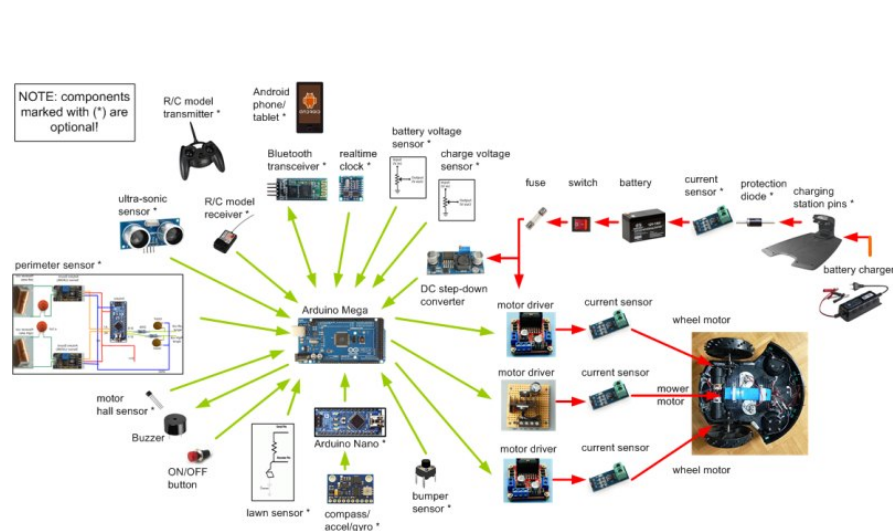 NOTE: components
marked with (*) are
optional!
R/C model
transmitter *
Android
phone/
tablet *
Bluetooth
transceiver *
realtime
clock *
battery voltage
sensor *
charge voltage
sensor *
ultra-sonic
sensor *
R/C model
receiver *
fuse
switch
battery
current
sensor *
protection
diode *
charging
station pins *
battery charger
DC step-down
converter
perimeter sensor *
Arduino Mega
motor driver
current sensor
wheel motor
motor driver
current sensor
mower
motor
motor driver
current sensor
wheel motor
motor
hall sensor *
Buzzer
ON/OFF
button
lawn sensor *
Arduino Nano *
compass/
accel/gyro *
bumper
sensor *